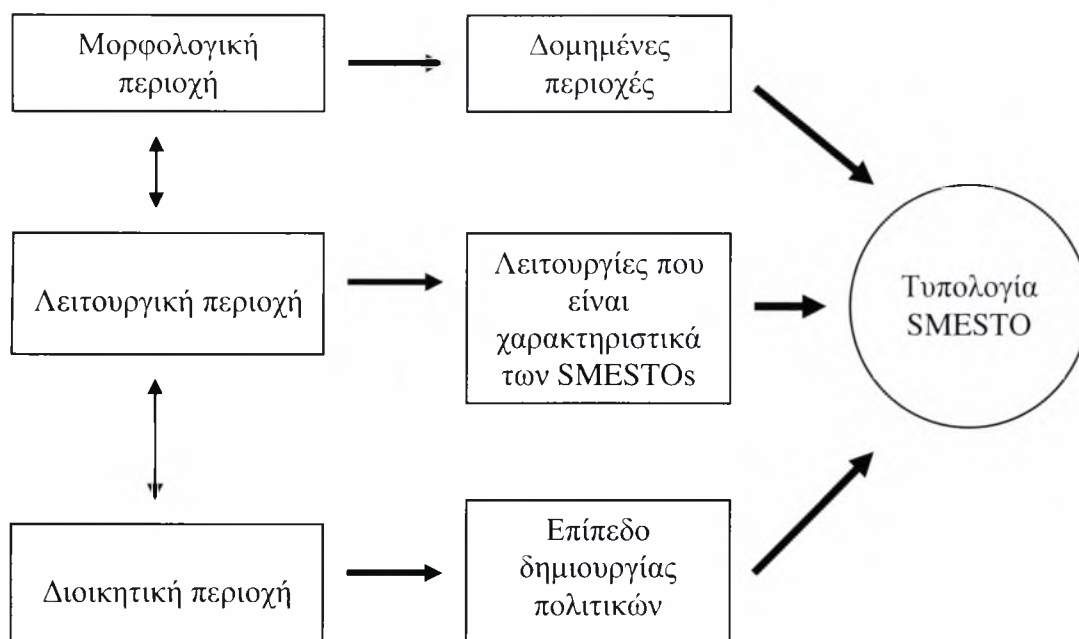 Μορφολογική
περιοχή
Δομημένες
περιοχές
Λειτουργική περιοχή
Λειτουργίες που
είναι
χαρακτηριστικά
των SMESTOs
Τυπολογία
SMESTO
Διοικητική περιοχή
Επίπεδο
δημιουργίας
πολιτικών